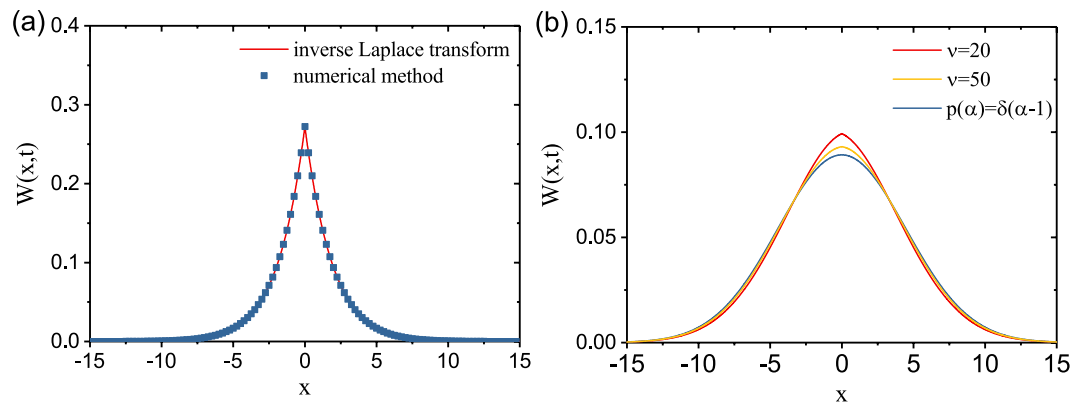 (a)
0.4
0.3
0.2
0.1
0.0
W(x,t)
inverse Laplace transform
numerical method
-15 -10 -5 0 5 10 15
x
(b)
0.15
0.10
0.05
0.00
W(x,t)
ν=20
ν=50
p(α)=δ(α-1)
-15 -10 -5 0 5 10 15
x